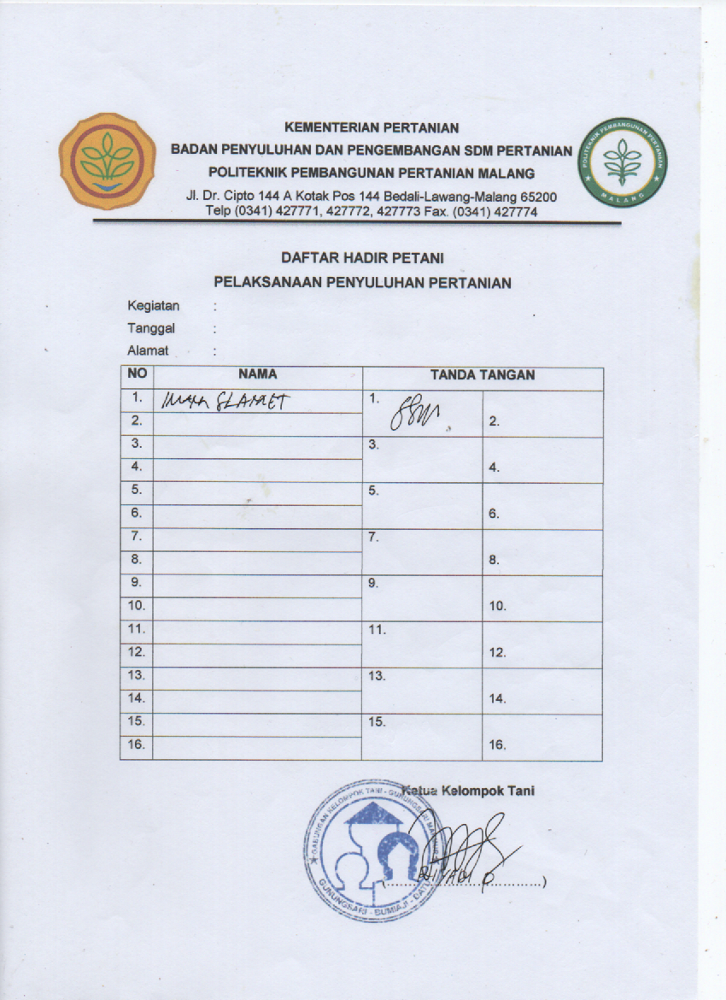 KEMENTERIAN PERTANIAN
BADAN PENYULUHAN DAN PENGEMBANGAN SDM PERTANIAN
POLITEKNIK PEMBANGUNAN PERTANIAN MALANG
Jl. Dr. Cipto 144 A Kotak Pos 144 Bedali-Lawang-Malang 65200
Telp (0341) 427771, 427772, 427773 Fax. (0341) 427774
POLITEKNIK PEMBANGUNAN PERTANIAN
MALANG
DAFTAR HADIR PETANI
PELAKSANAAN PENYULUHAN PERTANIAN
Kegiatan :
Tanggal :
Alamat :
NO NAMA TANDA TANGAN
1. SLAMET 1.
2. 2.
3. 3.
4. 4.
5. 5.
6. 6.
7. 7.
8. 8.
9. 9.
10. 10.
11. 11.
12. 12.
13. 13.
14. 14.
15. 15.
16. 16.
Ketua Kelompok Tani
GABUNGAN KELOMPOK TANI - GUNUNGSARI
GUNUNGSARI - BUMIAJI - BATU
(RIYADI P)